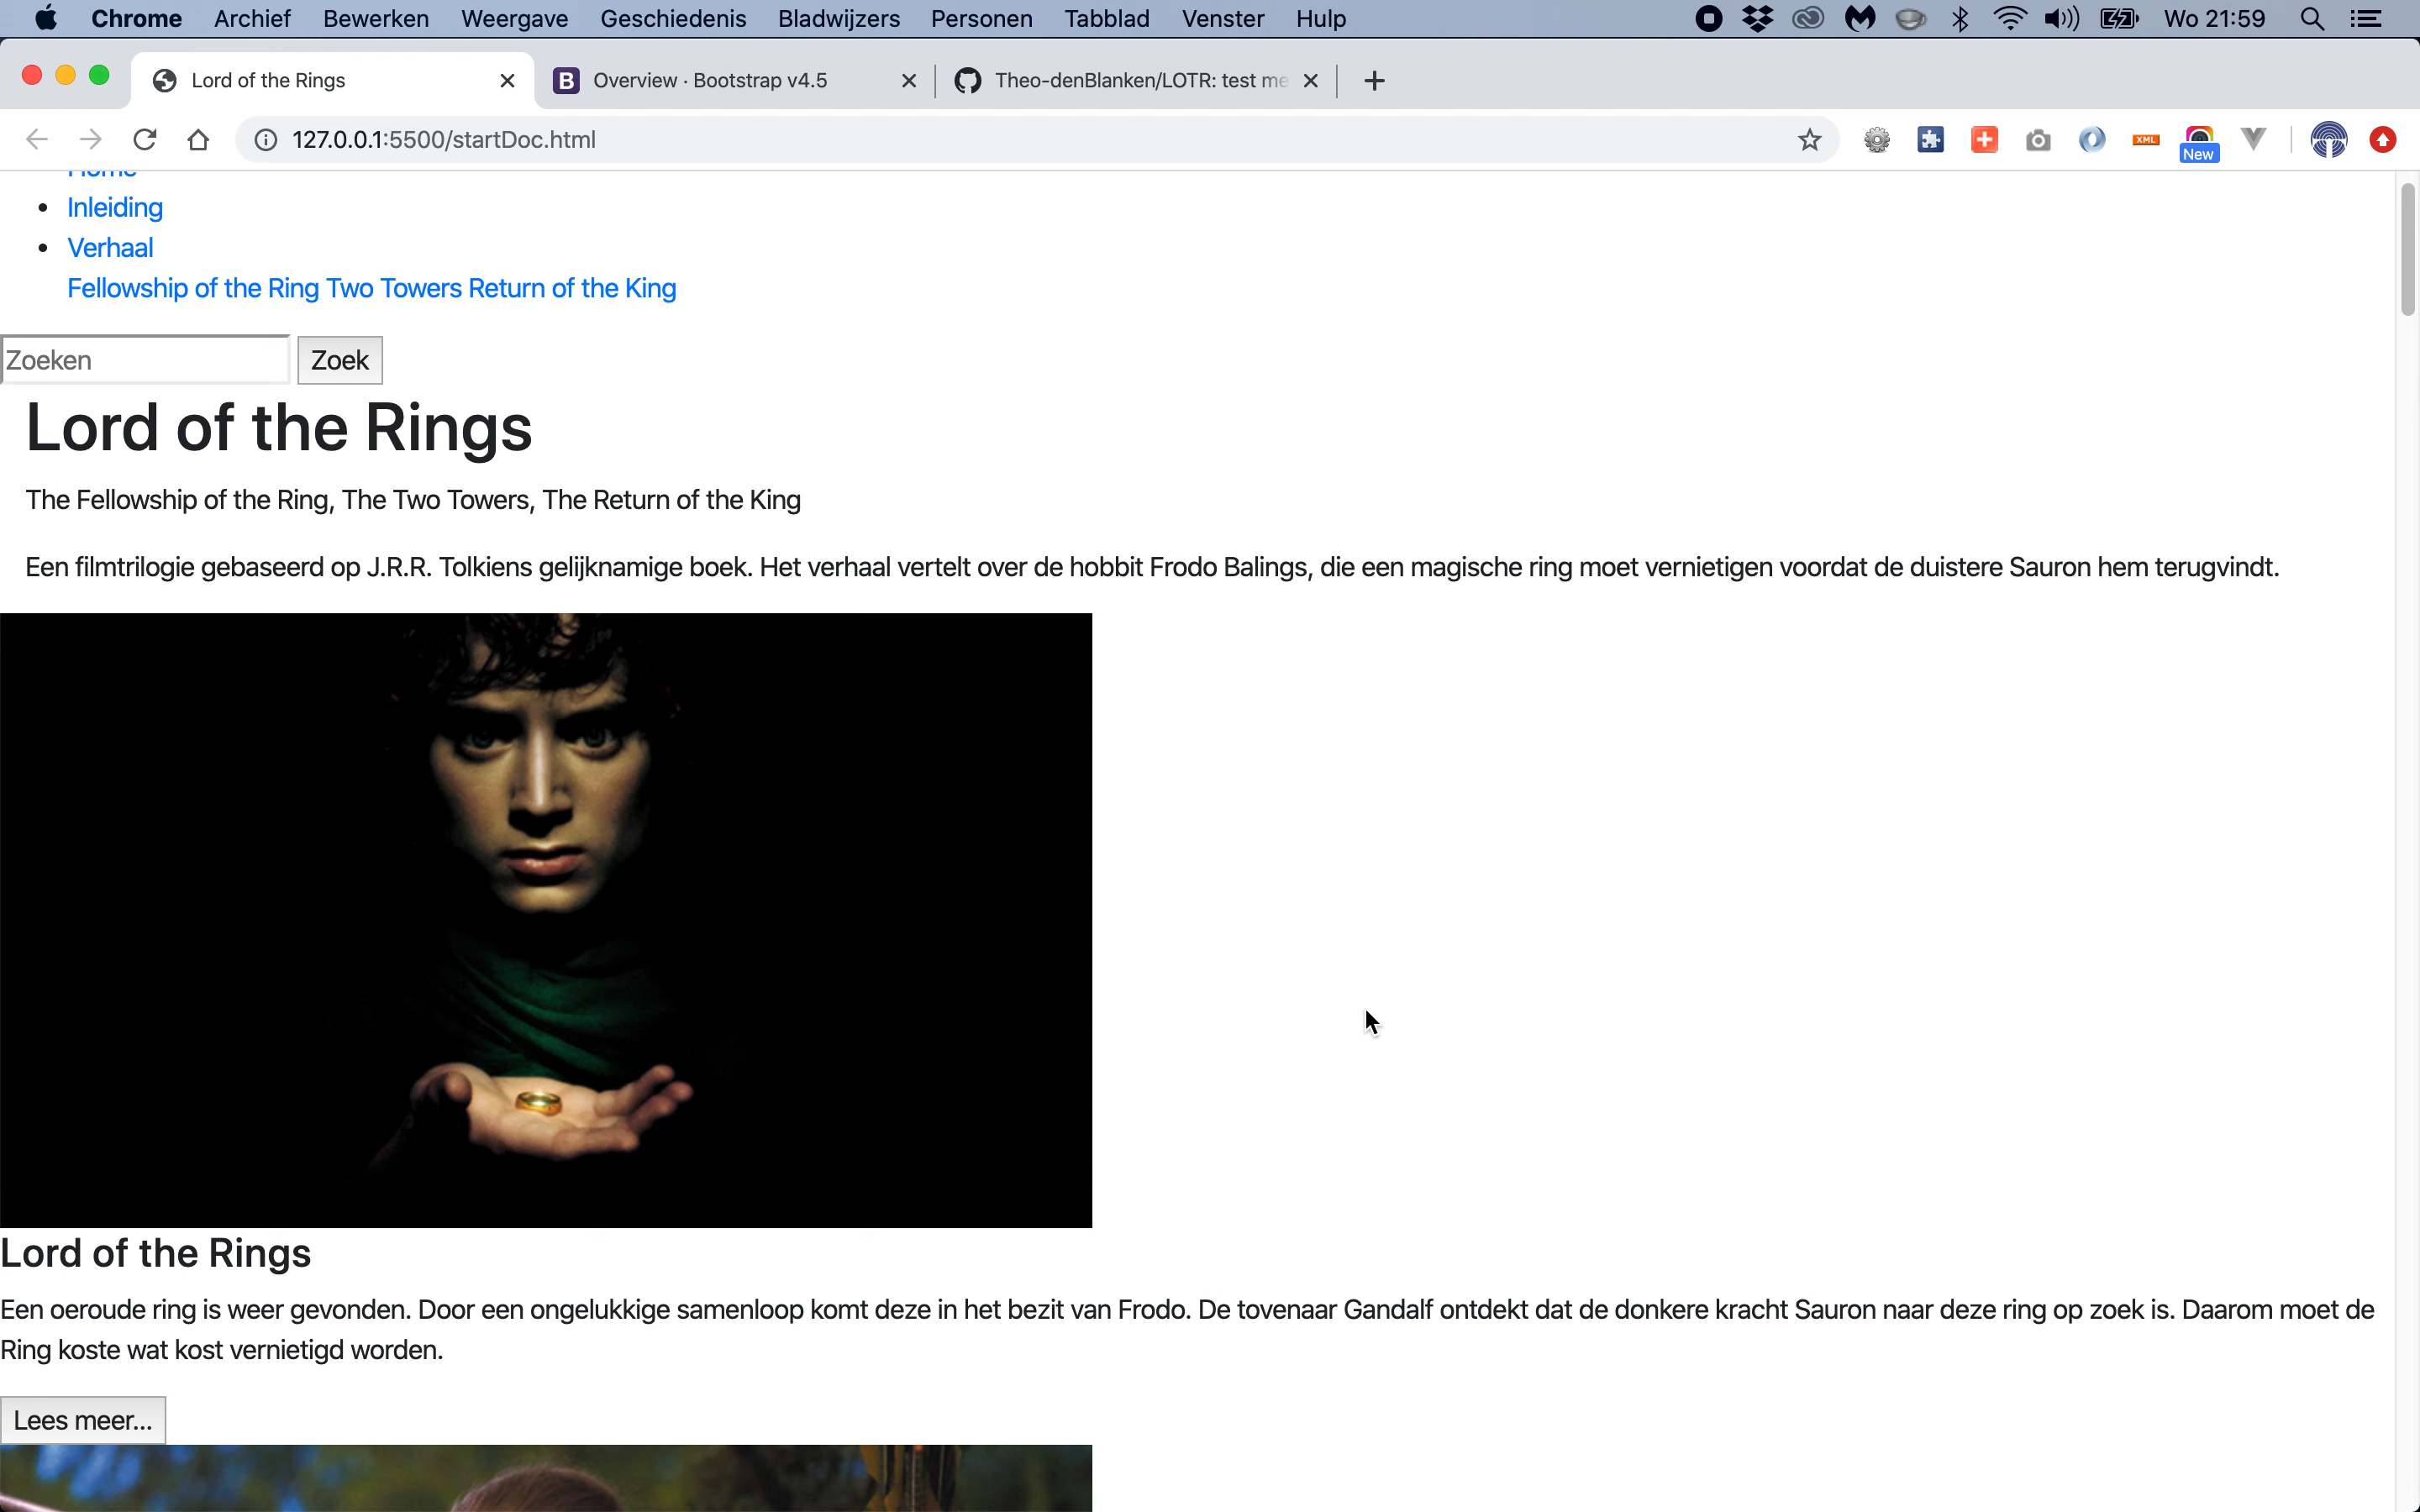 Chrome Archief Bewerken Weergave Geschiedenis Bladwijzers Personen Tabblad Venster Hulp Wo 21:59
Lord of the Rings Overview · Bootstrap v4.5 Theo-denBlanken/LOTR: test me
127.0.0.1:5500/startDoc.html XML New
Home
Inleiding
Verhaal
Fellowship of the Ring Two Towers Return of the King
Zoeken Zoek
Lord of the Rings
The Fellowship of the Ring, The Two Towers, The Return of the King
Een filmtrilogie gebaseerd op J.R.R. Tolkiens gelijknamige boek. Het verhaal vertelt over de hobbit Frodo Balings, die een magische ring moet vernietigen voordat de duistere Sauron hem terugvindt.
Lord of the Rings
Een oeroude ring is weer gevonden. Door een ongelukkige samenloop komt deze in het bezit van Frodo. De tovenaar Gandalf ontdekt dat de donkere kracht Sauron naar deze ring op zoek is. Daarom moet de
Ring koste wat kost vernietigd worden.
Lees meer...